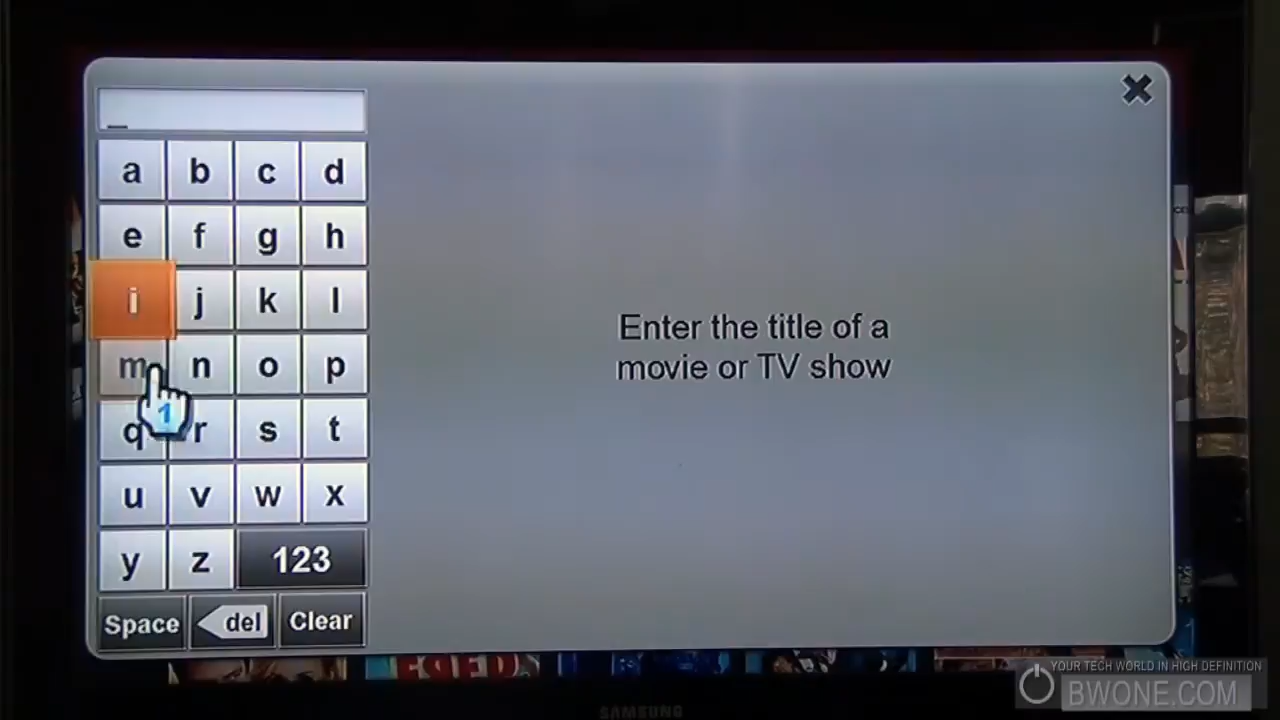 _
a b c d
e f g h
i j k l
m n o p
q r s t
u v w x
y z 123
Space del Clear
1
Enter the title of a
movie or TV show
SAMSUNG
YOUR TECH WORLD IN HIGH DEFINITION
BWONE.COM